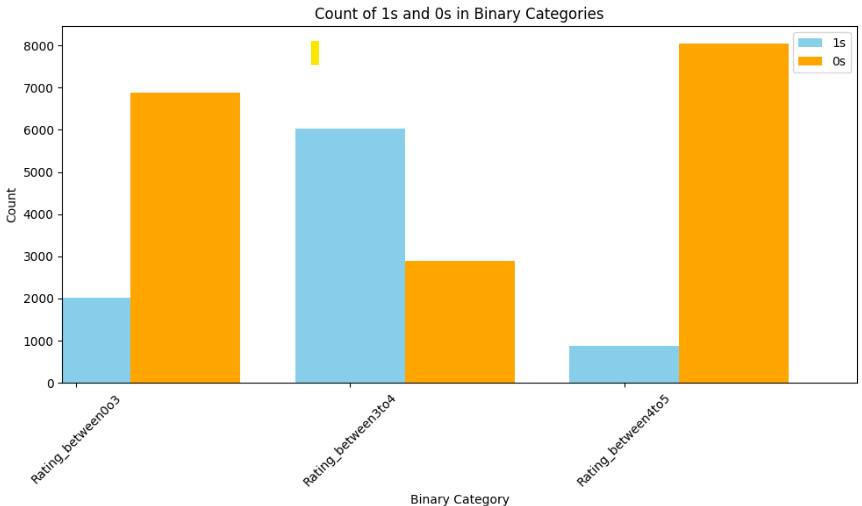 Count of 1s and 0s in Binary Categories
1s
0s
8000
7000
6000
5000
4000
3000
2000
1000
0
Count
Rating_between0o3
Rating_between3to4
Rating_between4to5
Binary Category